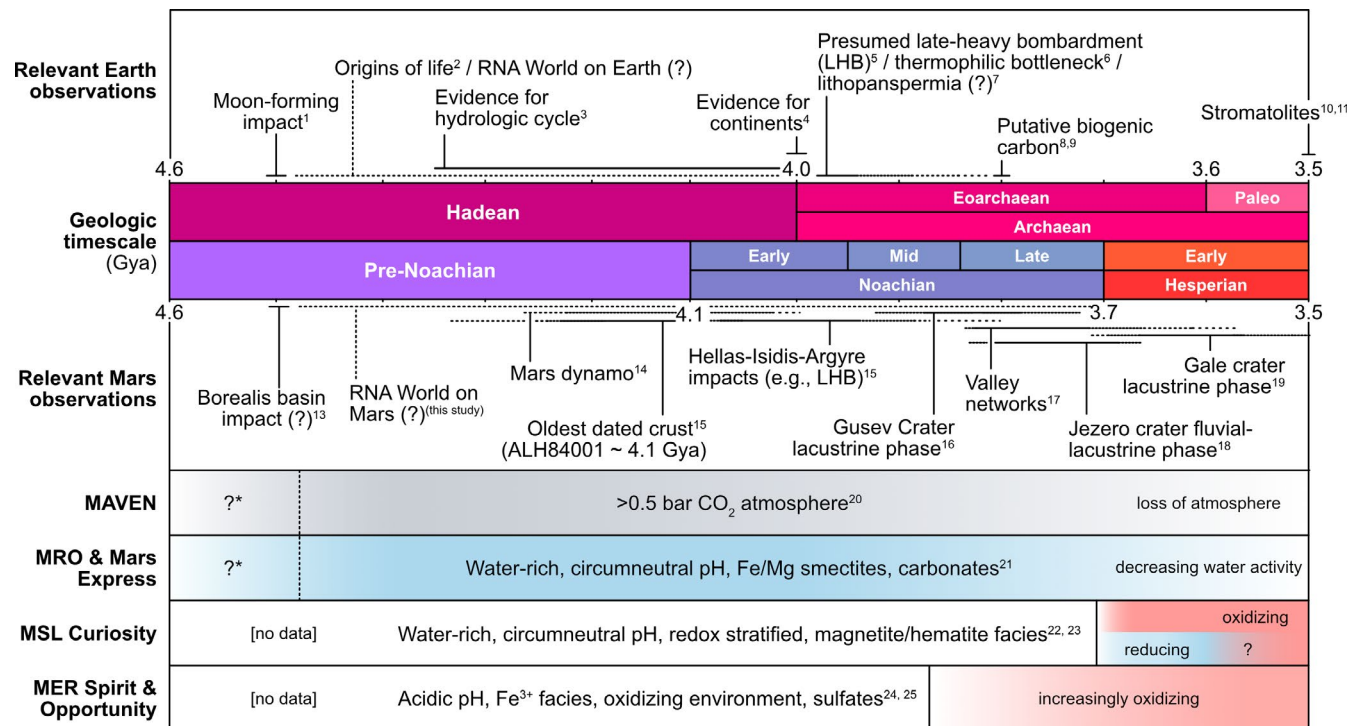 Relevant Earth
observations
Moon-forming
impact¹
Origins of life² / RNA World on Earth (?)
Evidence for
hydrologic cycle³
Evidence for
continents⁴
Presumed late-heavy bombardment
(LHB)⁵ / thermophilic bottleneck⁶ /
lithopanspermia (?)⁷
Putative biogenic
carbon⁸,⁹
Stromatolites¹⁰,¹¹
4.6
4.0
3.6
3.5
Geologic
timescale
(Gya)
Hadean
Eoarchaean
Paleo
Archaean
Pre-Noachian
Early
Mid
Late
Early
Noachian
Hesperian
4.6
4.1
3.7
3.5
Relevant Mars
observations
Borealis basin
impact (?)¹³
RNA World on
Mars (?)(this study)
Mars dynamo¹⁴
Oldest dated crust¹⁵
(ALH84001 ~ 4.1 Gya)
Hellas-Isidis-Argyre
impacts (e.g., LHB)¹⁵
Gusev Crater
lacustrine phase¹⁶
Valley
networks¹⁷
Jezero crater fluvial-
lacustrine phase¹⁸
Gale crater
lacustrine phase¹⁹
MAVEN
?*
>0.5 bar CO₂ atmosphere²⁰
loss of atmosphere
MRO & Mars
Express
?*
Water-rich, circumneutral pH, Fe/Mg smectites, carbonates²¹
decreasing water activity
MSL Curiosity
[no data]
Water-rich, circumneutral pH, redox stratified, magnetite/hematite facies²², ²³
oxidizing
reducing
?
MER Spirit &
Opportunity
[no data]
Acidic pH, Fe³⁺ facies, oxidizing environment, sulfates²⁴, ²⁵
increasingly oxidizing